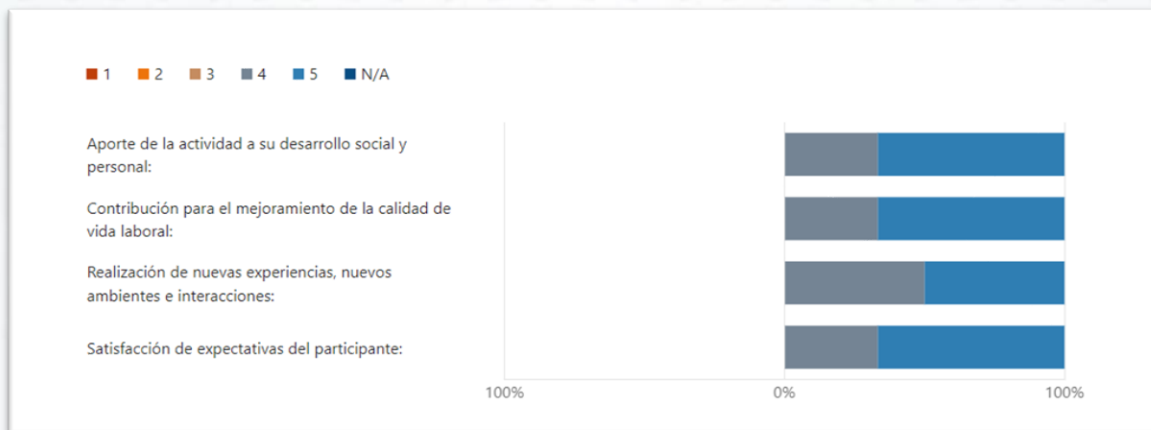 1 2 3 4 5 N/A
Aporte de la actividad a su desarrollo social y
personal:
Contribución para el mejoramiento de la calidad de
vida laboral:
Realización de nuevas experiencias, nuevos
ambientes e interacciones:
Satisfacción de expectativas del participante:
100% 0% 100%